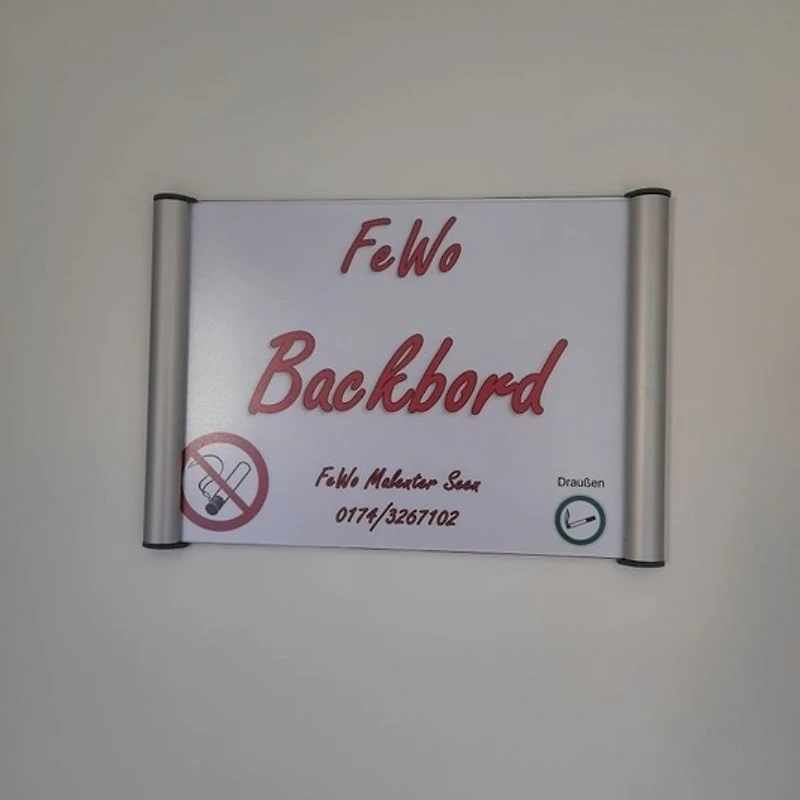 FeWo
Backbord
FeWo Malenter Seen
0174/3267102
Draußen